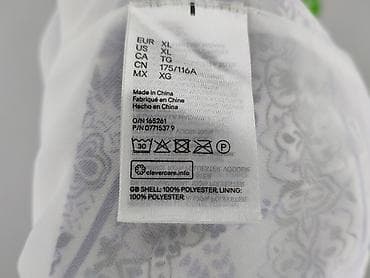 EUR XL
US XL
CA TG
CN 175/116A
MX XG
Made in China
Fabriqué en Chine
Hecho en China
O/N 165261
P/N 0771537 9
30 P
clevercare.info
GB SHELL: 100% POLYESTER, LINING:
100% POLYESTER